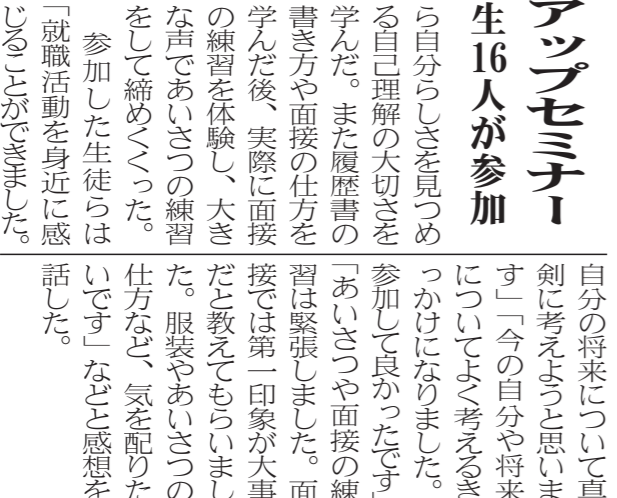 アップセミナー
生16人が参加
ら自分らしさを見つめ
る自己理解の大切さを
学んだ。また履歴書の
書き方や面接の仕方を
学んだ後、実際に面接
の練習を体験し、大き
な声であいさつの練習
をして締めくくった。
参加した生徒らは
「就職活動を身近に感
じることができました。
自分の将来について真
剣に考えようと思いま
す」「今の自分や将来
についてよく考えるき
っかけになりました。
参加して良かったです」
「あいさつや面接の練
習は緊張しました。面
接では第一印象が大事
だと教えてもらいまし
た。服装やあいさつの
仕方など、気を配りた
いです」などと感想を
話した。